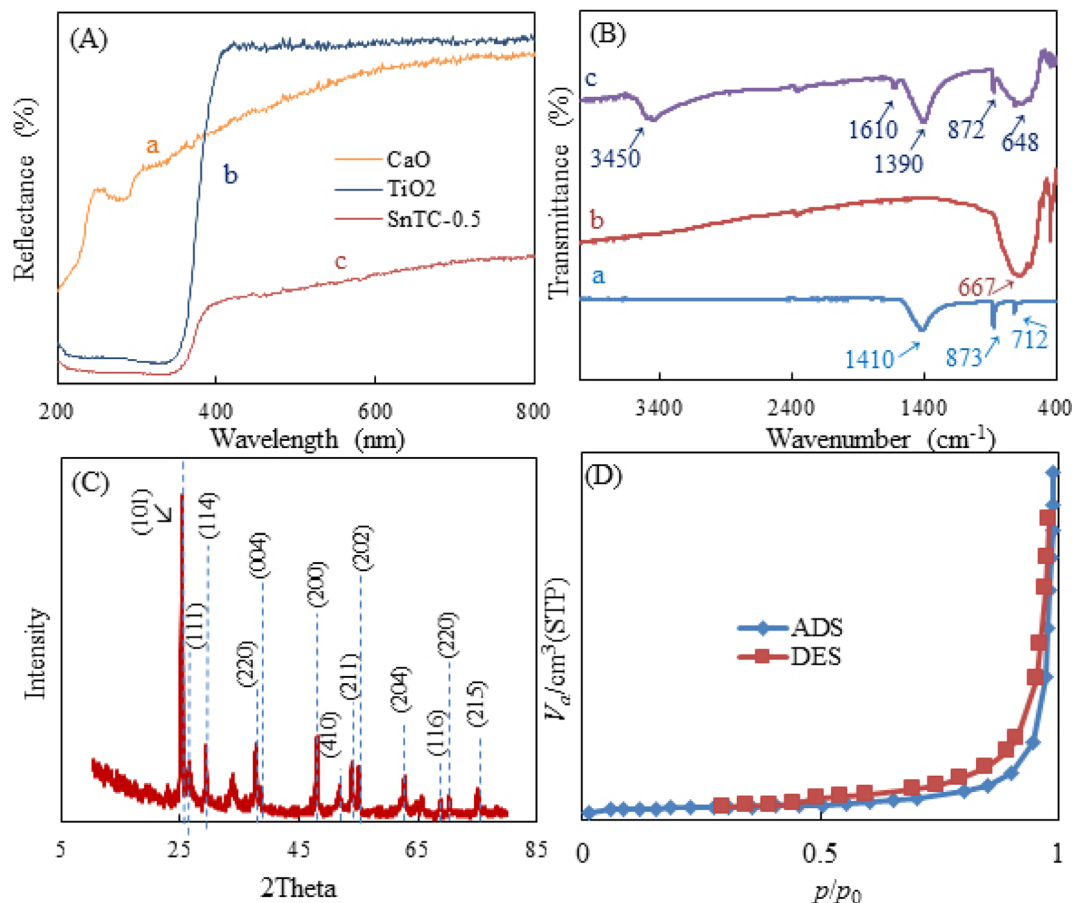 (A)
Reflectance (%)
a
b
c
CaO
TiO2
SnTC-0.5
200
400
600
800
Wavelength (nm)
(B)
Transmittance (%)
c
3450
1610
1390
872
648
b
667
a
1410
873
712
3400
2400
1400
400
Wavenumber (cm⁻¹)
(C)
Intensity
(101)
(111)
(114)
(220)
(004)
(200)
(410)
(211)
(202)
(204)
(116)
(220)
(215)
5
25
45
65
85
2Theta
(D)
Vₐ/cm³(STP)
ADS
DES
0
0.5
1
p/p₀